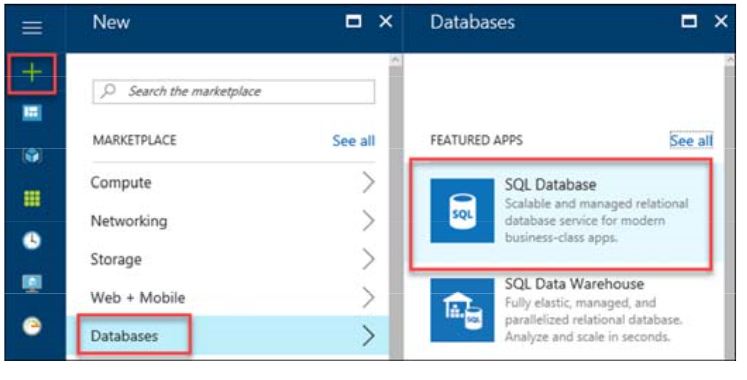 New
Search the marketplace
MARKETPLACE
See all
Compute
Networking
Storage
Web + Mobile
Databases
Databases
FEATURED APPS
See all
SQL
SQL Database
Scalable and managed relational
database service for modern
business-class apps.
SQL
SQL Data Warehouse
Fully elastic, managed, and
parallelized relational database.
Analyze and scale in seconds.